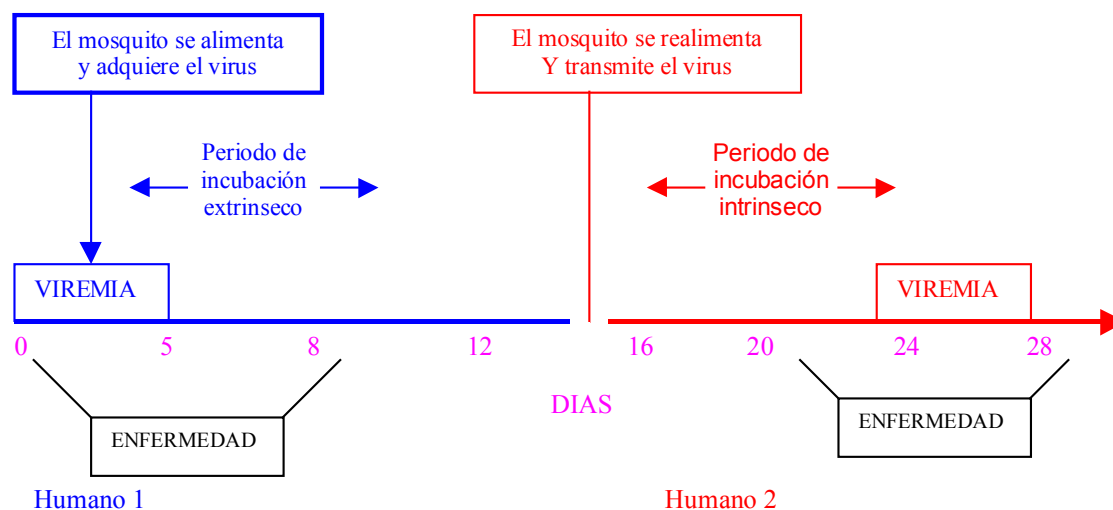 El mosquito se alimenta
y adquiere el virus
El mosquito se realimenta
Y transmite el virus
Periodo de
incubación
extrinseco
Periodo de
incubación
intrinseco
VIREMIA
VIREMIA
0 5 8 12 16 20 24 28
DIAS
ENFERMEDAD
ENFERMEDAD
Humano 1
Humano 2